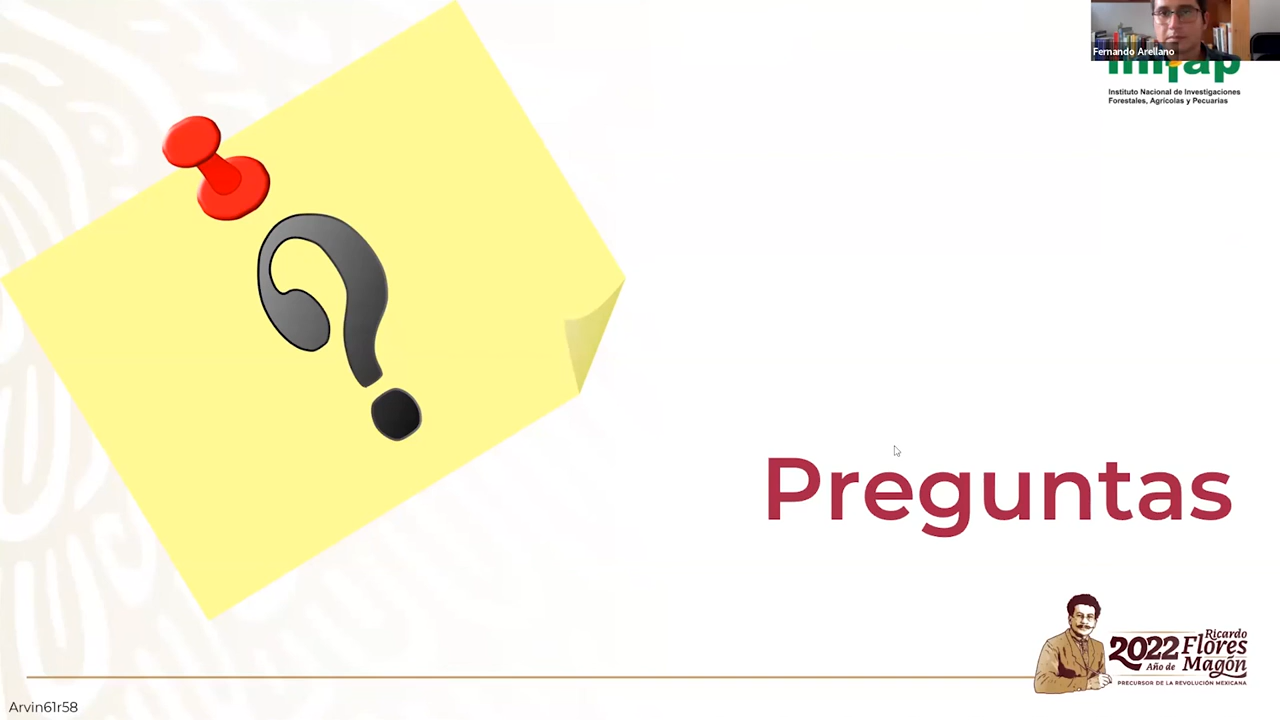 Fernando Arellano
inifap
Instituto Nacional de Investigaciones
Forestales, Agrícolas y Pecuarias
?
Preguntas
2022
Año de
Ricardo
Flores
Magón
PRECURSOR DE LA REVOLUCIÓN MEXICANA
Arvin61r58